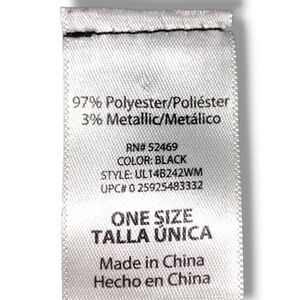 97% Polyester/Poliéster
3% Metallic/Metálico
RN# 52469
COLOR: BLACK
STYLE: UL14B242WM
UPC# 0 25925483332
ONE SIZE
TALLA ÚNICA
Made in China
Hecho en China